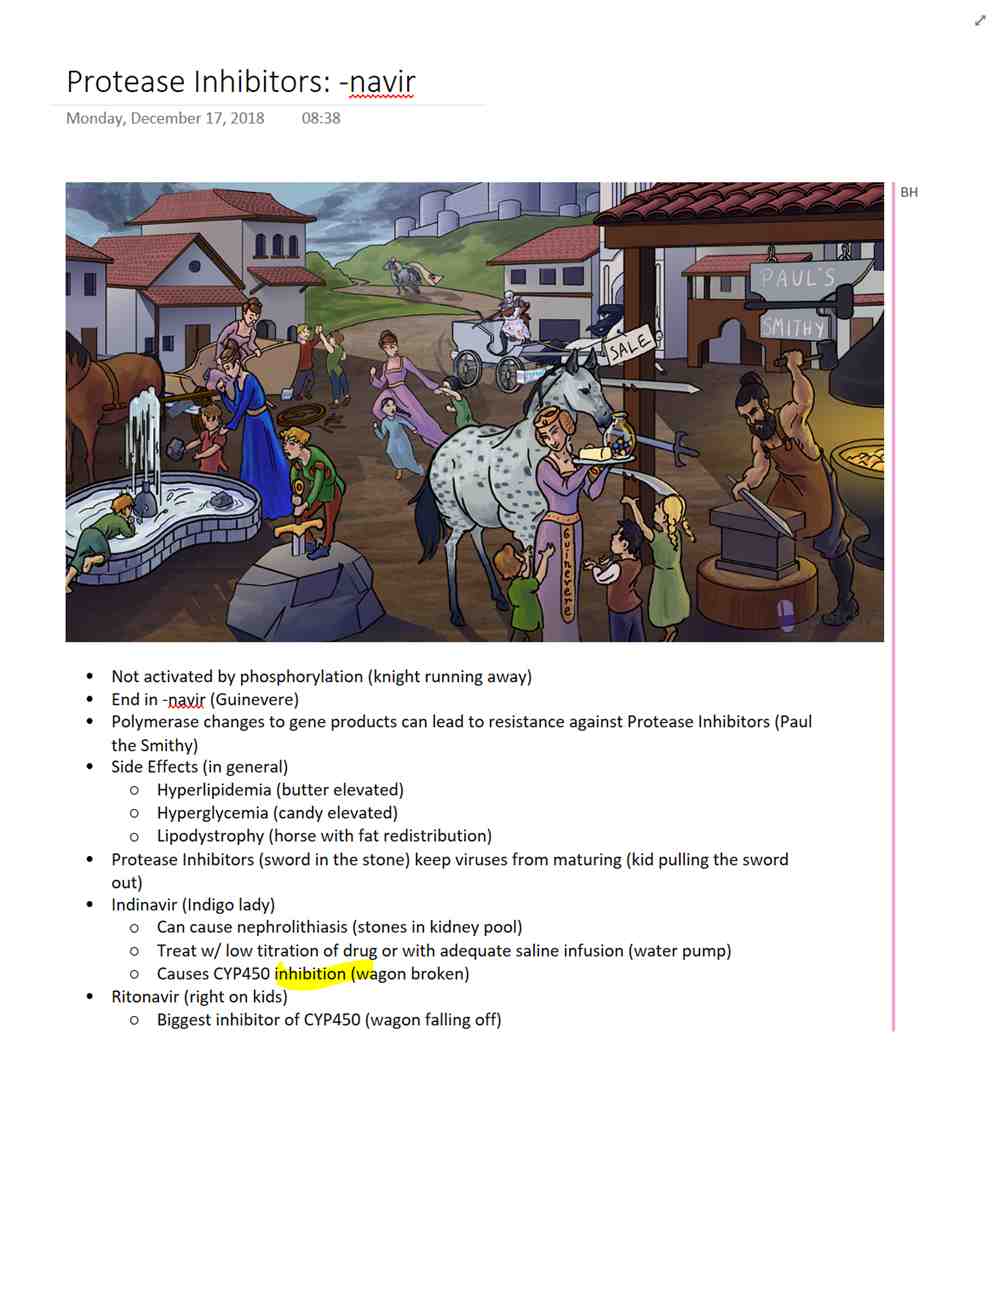 Protease Inhibitors: -navir
Monday, December 17, 2018 08:38
BH
PAUL'S
SMITHY
SALE
Guinevere
• Not activated by phosphorylation (knight running away)
• End in -navir (Guinevere)
• Polymerase changes to gene products can lead to resistance against Protease Inhibitors (Paul
the Smithy)
• Side Effects (in general)
o Hyperlipidemia (butter elevated)
o Hyperglycemia (candy elevated)
o Lipodystrophy (horse with fat redistribution)
• Protease Inhibitors (sword in the stone) keep viruses from maturing (kid pulling the sword
out)
• Indinavir (Indigo lady)
o Can cause nephrolithiasis (stones in kidney pool)
o Treat w/ low titration of drug or with adequate saline infusion (water pump)
o Causes CYP450 inhibition (wagon broken)
• Ritonavir (right on kids)
o Biggest inhibitor of CYP450 (wagon falling off)